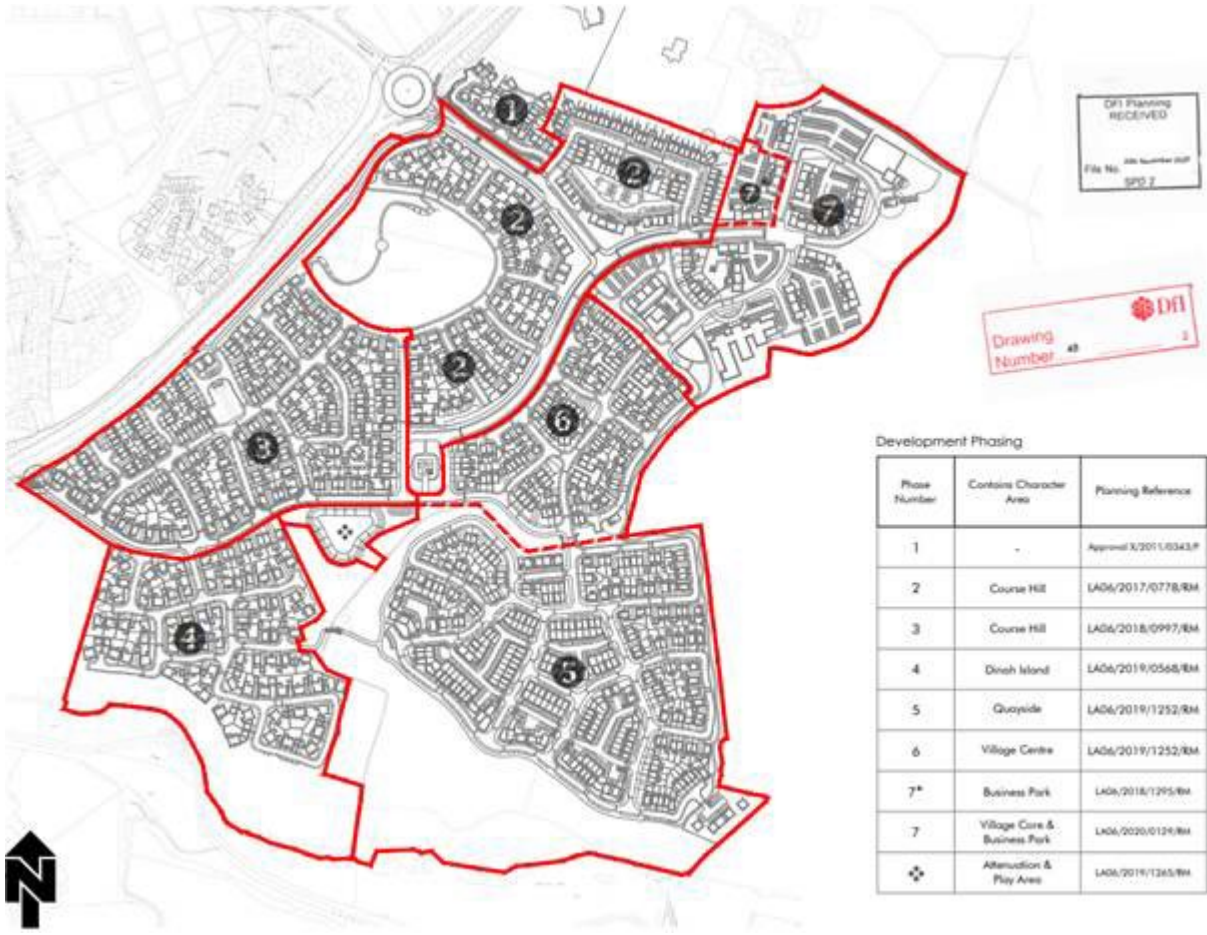 1
2
2
7
7
2
6
3
4
5
N
DFI Planning
RECEIVED
File No.
SPD 2
DfI
Drawing
Number
Development Phasing
Phase Number Contains Character Area Planning Reference
1 - Approval X/2011/0343/F
2 Course Hill LA06/2017/0778/RM
3 Course Hill LA06/2018/0997/RM
4 Dinah Island LA06/2019/0568/RM
5 Quayside LA06/2019/1252/RM
6 Village Centre LA06/2019/1252/RM
7* Business Park LA06/2018/1295/RM
7 Village Core & Business Park LA06/2020/0129/RM
Attenuation & Play Area LA06/2019/1265/RM